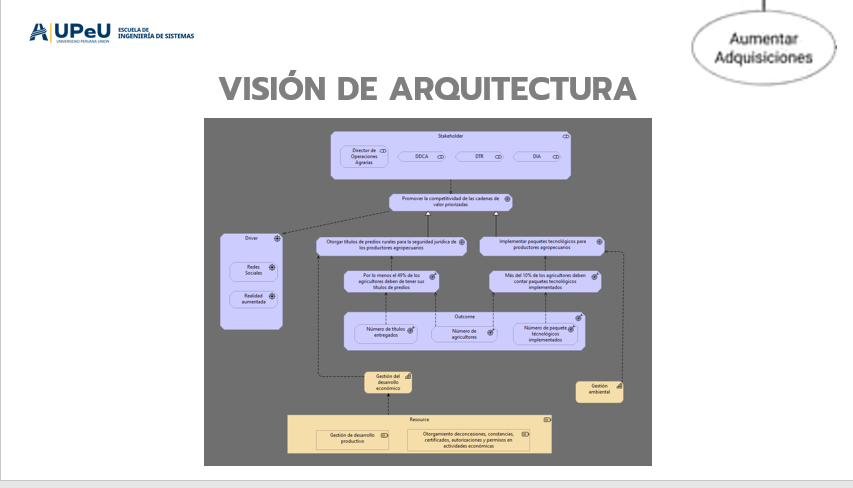 UPeU
UNIVERSIDAD PERUANA UNIÓN
ESCUELA DE
INGENIERÍA DE SISTEMAS
Aumentar
Adquisiciones
VISIÓN DE ARQUITECTURA
Stakeholder
Director de
Operaciones
Agrarias
DDCA
DTR
DIA
Promover la competitividad de las cadenas de
valor priorizadas
Driver
Redes
Sociales
Realidad
aumentada
Otorgar títulos de predios rurales para la seguridad jurídica de
los productores agropecuarios
Implementar paquetes tecnológicos para
productores agropecuarios
Por lo menos el 49% de los
agricultores deben de tener sus
títulos de predios
Más del 10% de los agricultores deben
contar paquetes tecnológicos
implementados
Outcome
Número de títulos
entregados
Número de
agricultores
Número de paquete
técnológicos
implementados
Gestión del
desarrollo
económico
Gestión
ambiental
Resource
Gestión de desarrollo
productivo
Otorgamiento deconcesiones, constancias,
certificados, autorizaciones y permisos en
actividades económicas